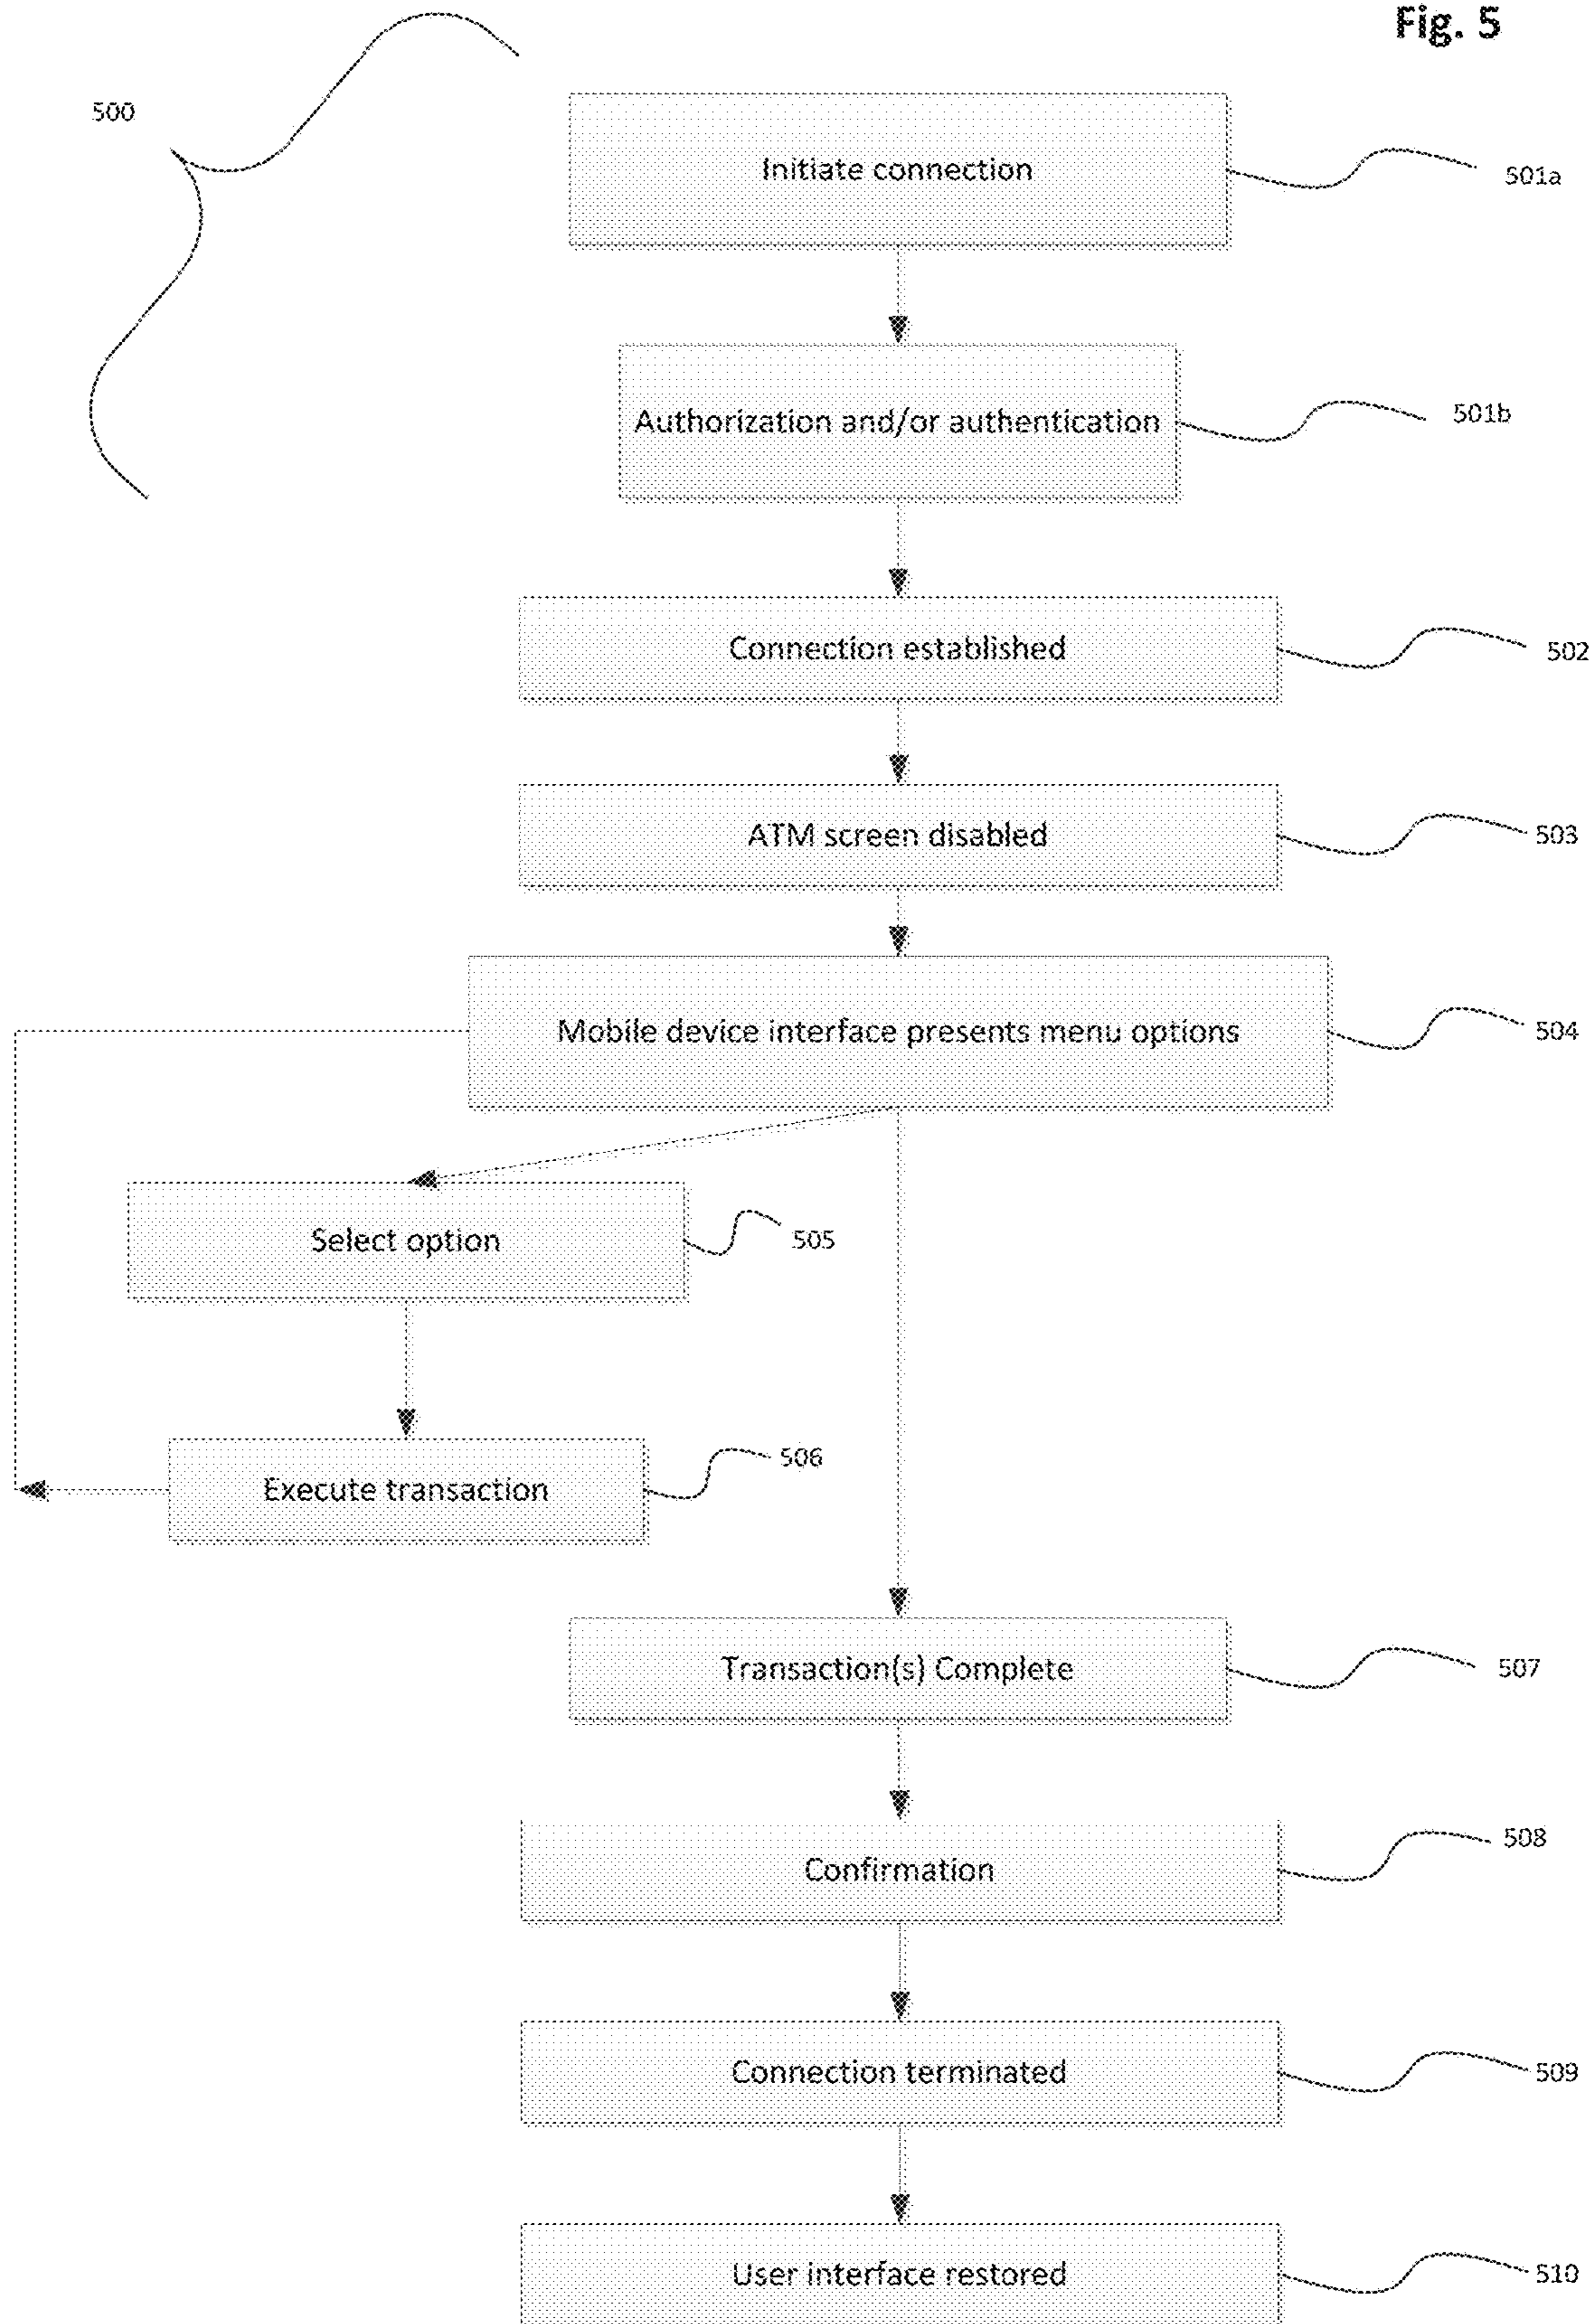 Fig. 5
500
Initiate connection
501a
Authorization and/or authentication
501b
Connection established
502
ATM screen disabled
503
Mobile device interface presents menu options
504
Select option
505
Execute transaction
506
Transaction(s) Complete
507
Confirmation
508
Connection terminated
509
User interface restored
510